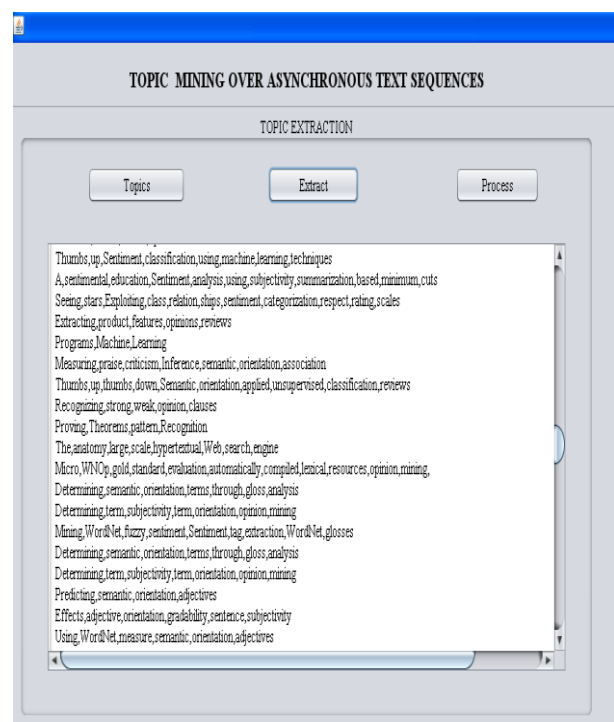 TOPIC MINING OVER ASYNCHRONOUS TEXT SEQUENCES
TOPIC EXTRACTION
Topics
Extract
Process
Thumbs,up,Sentiment,classification,using,machine,learning,techniques
A,sentimental,education,Sentiment,analysis,using,subjectivity,summarization,based,minimum,cuts
Seeing,stars,Exploiting,class,relation,ships,sentiment,categorization,respect,rating,scales
Extracting,product,features,opinions,reviews
Programs,Machine,Learning
Measuring,praise,criticism,Inference,semantic,orientation,association
Thumbs,up,thumbs,down,Semantic,orientation,applied,unsupervised,classification,reviews
Recognizing,strong,weak,opinion,clauses
Proving,Theorems,pattern,Recognition
The,anatomy,large,scale,hypertextual,Web,search,engine
Micro,WNOp,gold,standard,evaluation,automatically,compiled,lexical,resources,opinion,mining,
Determining,semantic,orientation,terms,through,gloss,analysis
Determining,term,subjectivity,term,orientation,opinion,mining
Mining,WordNet,fuzzy,sentiment,Sentiment,tag,extraction,WordNet,glosses
Determining,semantic,orientation,terms,through,gloss,analysis
Determining,term,subjectivity,term,orientation,opinion,mining
Predicting,semantic,orientation,adjectives
Effects,adjective,orientation,gradability,sentence,subjectivity
Using,WordNet,measure,semantic,orientation,adjectives